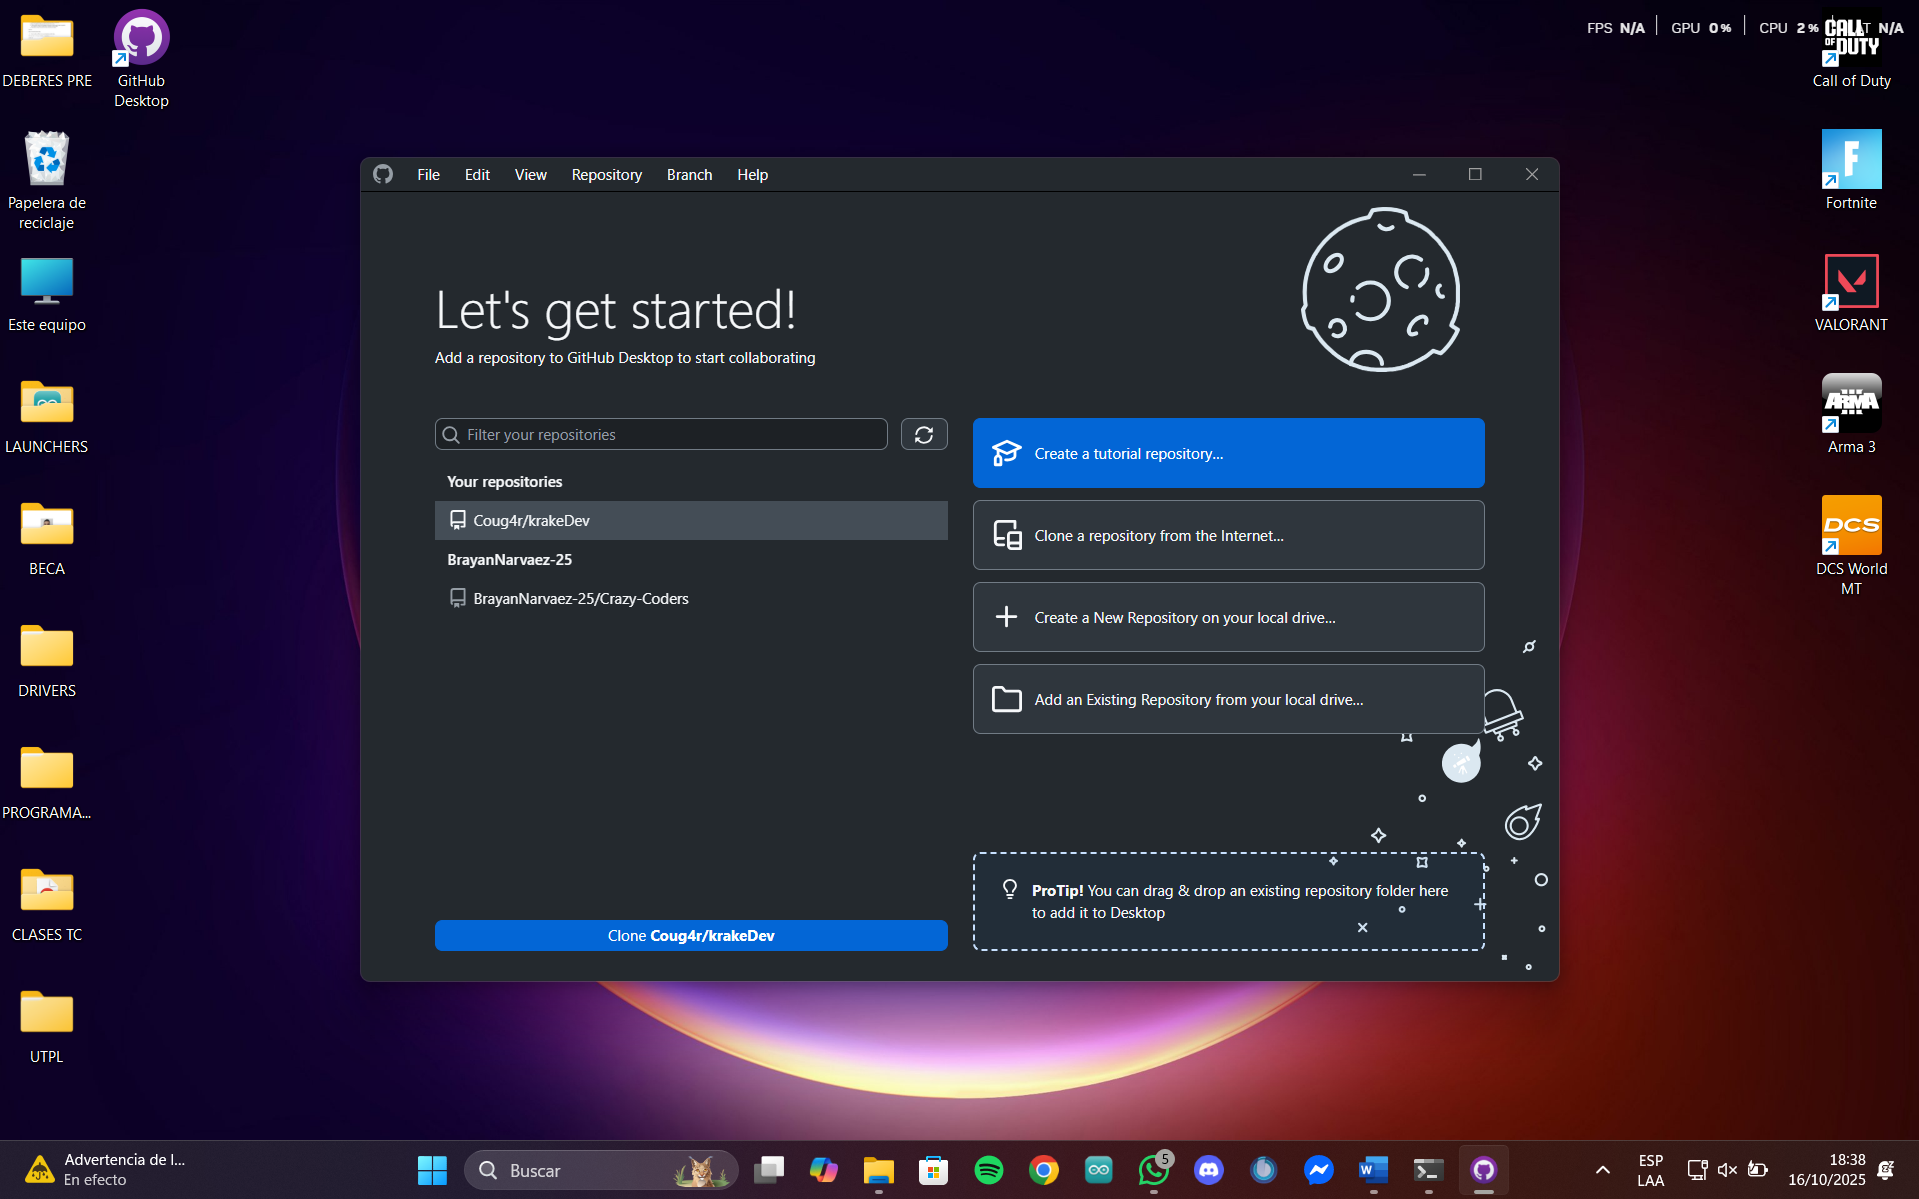 DEBERES PRE
GitHub
Desktop
Papelera de
reciclaje
Este equipo
LAUNCHERS
BECA
DRIVERS
PROGRAMA...
CLASES TC
UTPL
FPS N/A
GPU 0%
CPU 2%
T N/A
CALL
OF DUTY
Call of Duty
Fortnite
VALORANT
ARMA
Arma 3
DCS
DCS World
MT
File
Edit
View
Repository
Branch
Help
Let's get started!
Add a repository to GitHub Desktop to start collaborating
Filter your repositories
Your repositories
Coug4r/krakeDev
BrayanNarvaez-25
BrayanNarvaez-25/Crazy-Coders
Clone Coug4r/krakeDev
Create a tutorial repository...
Clone a repository from the Internet...
Create a New Repository on your local drive...
Add an Existing Repository from your local drive...
ProTip! You can drag & drop an existing repository folder here
to add it to Desktop
Advertencia de l...
En efecto
Buscar
5
ESP
LAA
18:38
16/10/2025